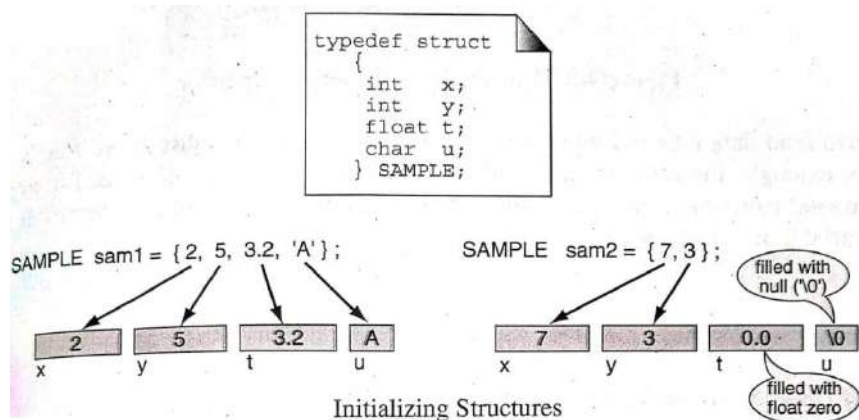 typedef struct
{
int x;
int y;
float t;
char u;
} SAMPLE;
SAMPLE sam1 = { 2, 5, 3.2, 'A' } ;
2 5 3.2 A
x y t u
SAMPLE sam2 = { 7, 3 } ;
filled with
null ('\0')
7 3 0.0 \0
x y t u
filled with
float zero
Initializing Structures